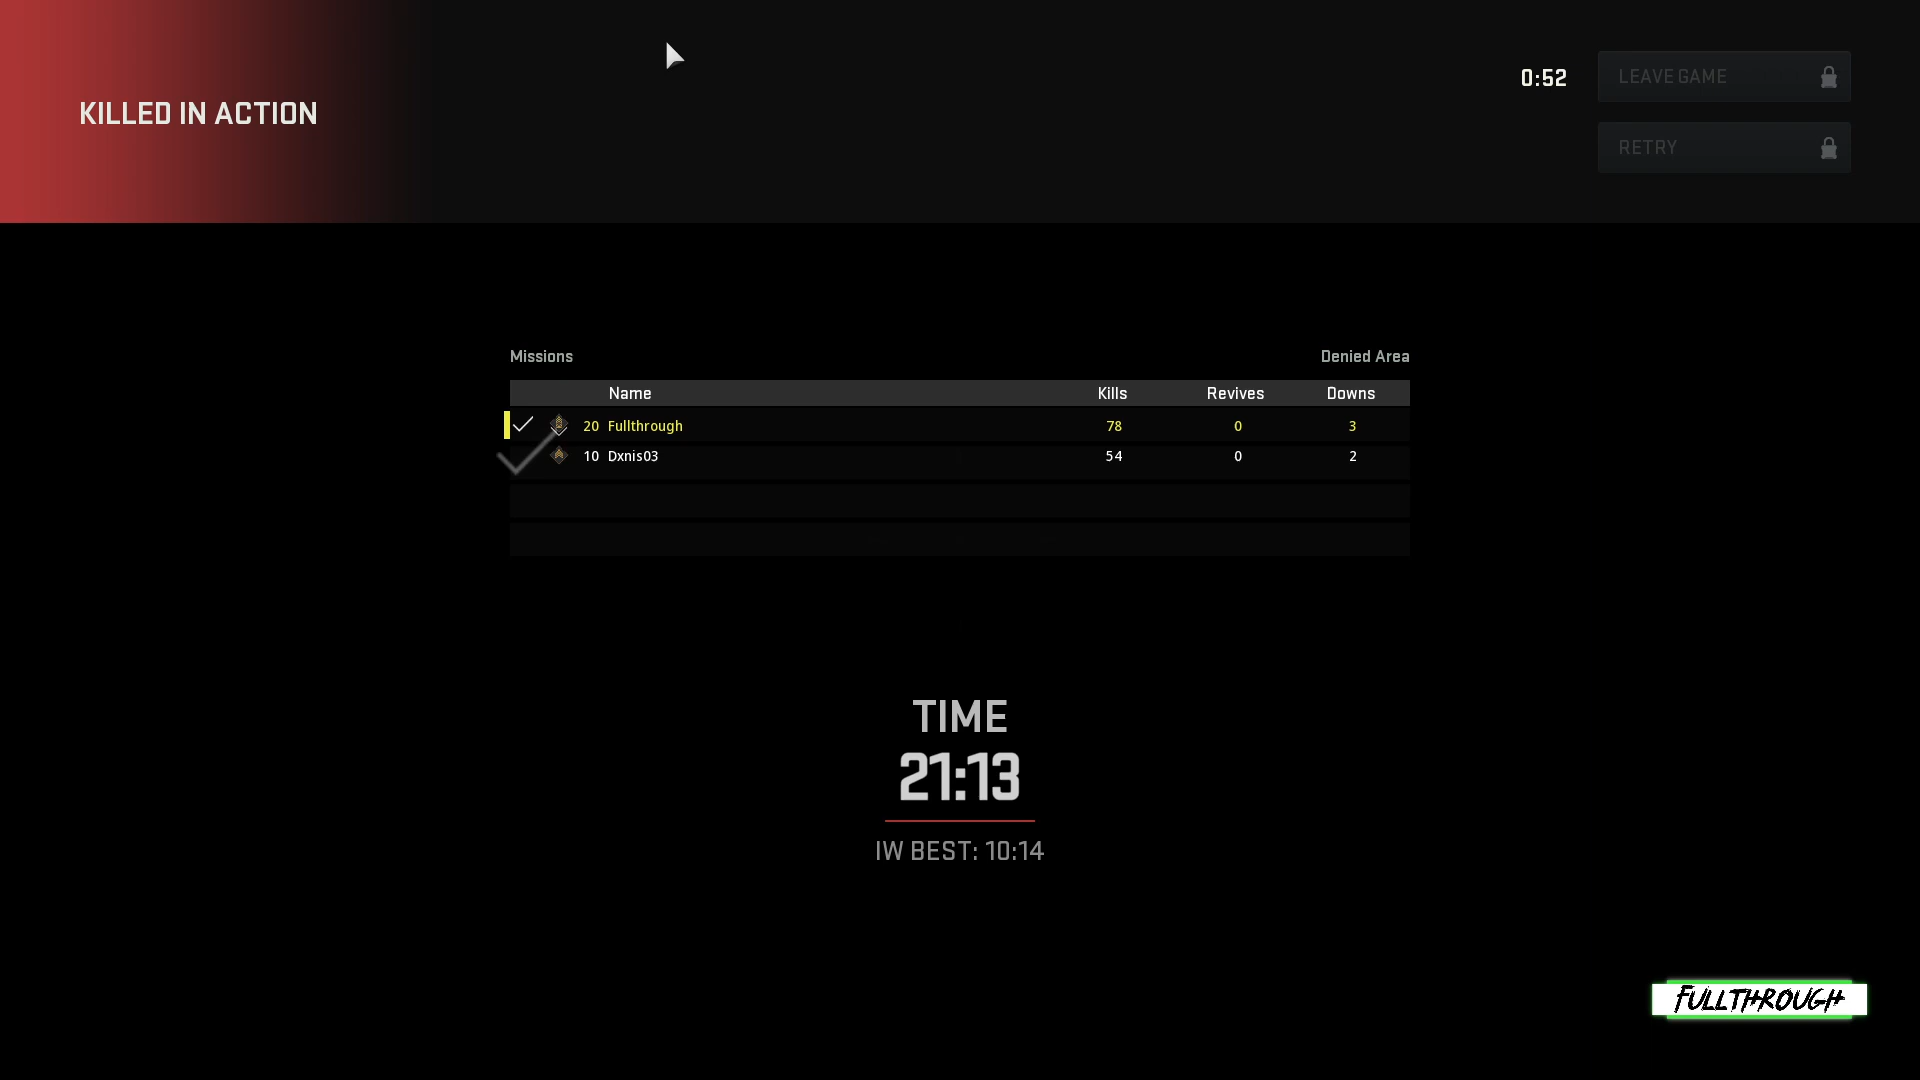 KILLED IN ACTION
0:52
LEAVE GAME
RETRY
Missions Denied Area
Name Kills Revives Downs
20 Fullthrough 78 0 3
10 Dxnis03 54 0 2
TIME
21:13
IW BEST: 10:14
FULLTHROUGH